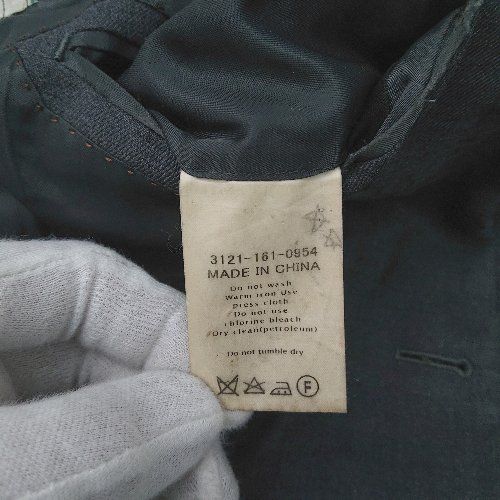 3121-161-0954
MADE IN CHINA
Do not wash
Warm iron Use
press cloth
Do not use
chlorine bleach
Dry clean(petroleum)
Do not tumble dry
F